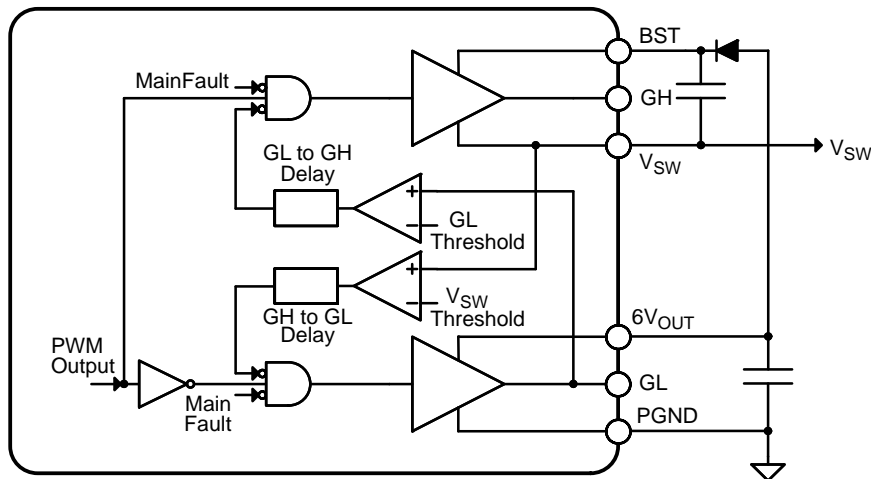 BST
MainFault
GH
V_SW
V_SW
GL to GH
Delay
+
−
GL
Threshold
+
−
V_SW
Threshold
GH to GL
Delay
6V_OUT
PWM
Output
GL
Main
Fault
PGND